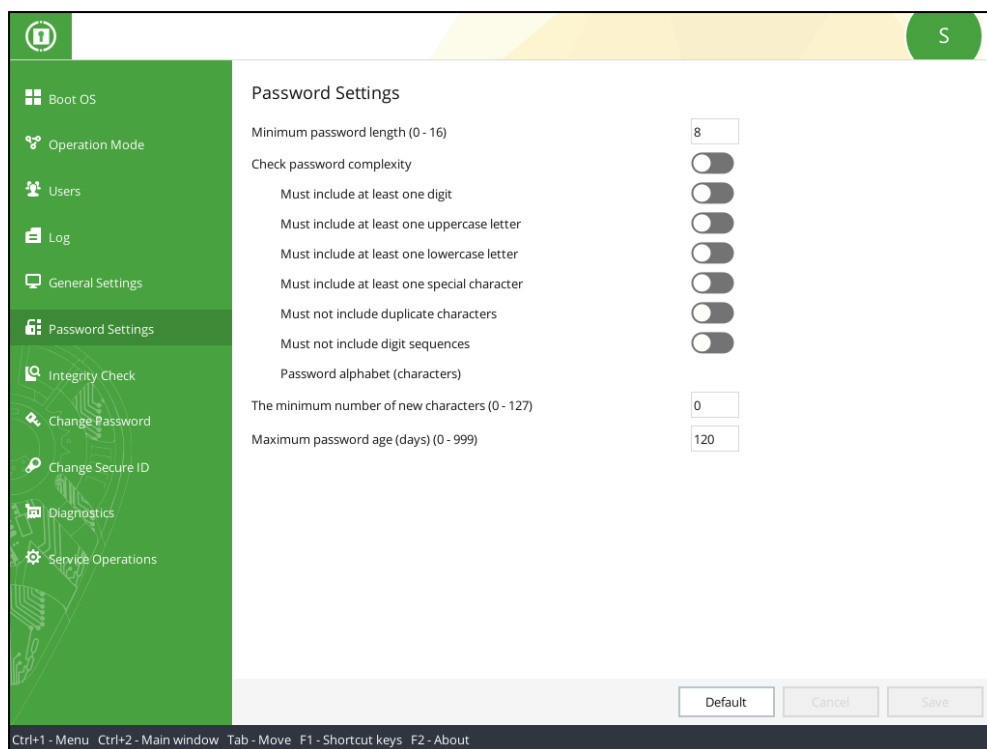 S
Boot OS
Operation Mode
Users
Log
General Settings
Password Settings
Integrity Check
Change Password
Change Secure ID
Diagnostics
Service Operations
Password Settings
Minimum password length (0 - 16) 8
Check password complexity
Must include at least one digit
Must include at least one uppercase letter
Must include at least one lowercase letter
Must include at least one special character
Must not include duplicate characters
Must not include digit sequences
Password alphabet (characters)
The minimum number of new characters (0 - 127) 0
Maximum password age (days) (0 - 999) 120
Default Cancel Save
Ctrl+1 - Menu Ctrl+2 - Main window Tab - Move F1 - Shortcut keys F2 - About